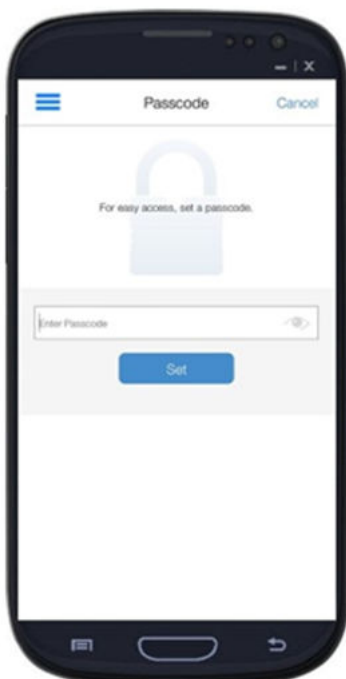 Passcode
Cancel
For easy access, set a passcode.
Enter Passcode
Set